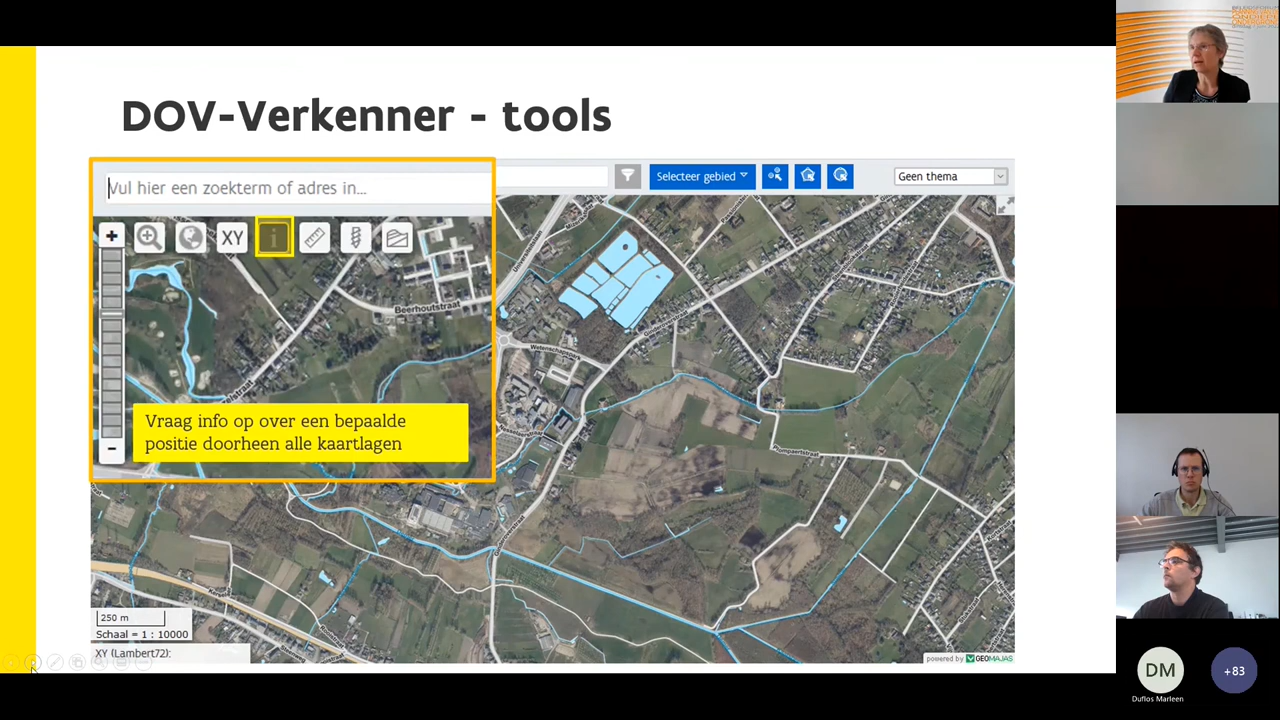 DOV-Verkenner - tools
Vul hier een zoekterm of adres in...
Selecteer gebied
Geen thema
+
XY
i
Beerhoutstraat
Wetenschapspark
Vraag info op over een bepaalde
positie doorheen alle kaartlagen
-
Plompaertstraat
250 m
Schaal = 1 : 10000
XY (Lambert72):
powered by GEOMAJAS
DM
+83
Duflos Marleen